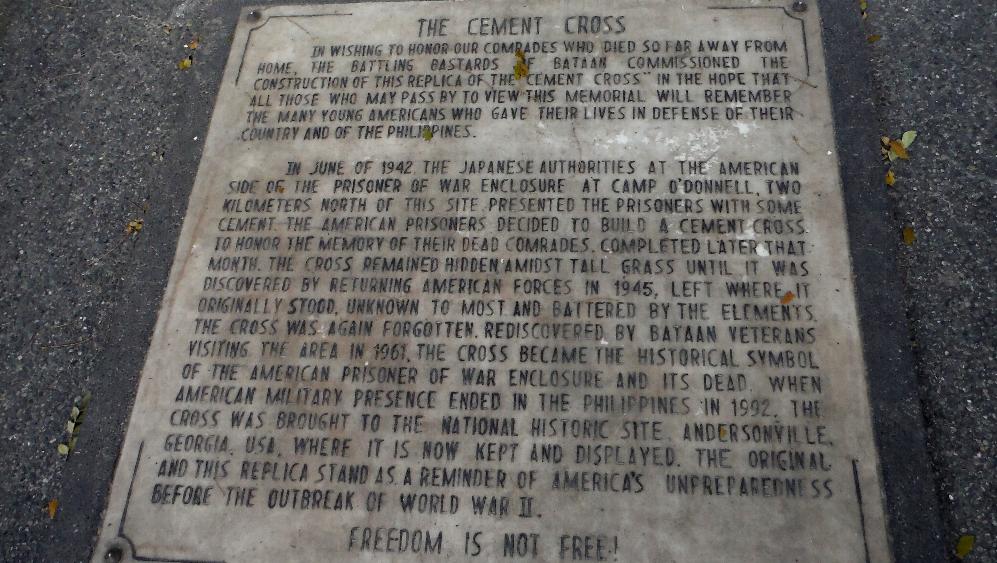 THE CEMENT CROSS
IN WISHING TO HONOR OUR COMRADES WHO DIED SO FAR AWAY FROM
HOME, THE BATTLING BASTARDS OF BATAAN COMMISSIONED THE
CONSTRUCTION OF THIS REPLICA OF THE "CEMENT CROSS" IN THE HOPE THAT
ALL THOSE WHO MAY PASS BY TO VIEW THIS MEMORIAL WILL REMEMBER
THE MANY YOUNG AMERICANS WHO GAVE THEIR LIVES IN DEFENSE OF THEIR
COUNTRY AND OF THE PHILIPPINES.
IN JUNE OF 1942, THE JAPANESE AUTHORITIES AT THE AMERICAN
SIDE OF THE PRISONER OF WAR ENCLOSURE AT CAMP O'DONNELL, TWO
KILOMETERS NORTH OF THIS SITE, PRESENTED THE PRISONERS WITH SOME
CEMENT. THE AMERICAN PRISONERS DECIDED TO BUILD A CEMENT CROSS
TO HONOR THE MEMORY OF THEIR DEAD COMRADES. COMPLETED LATER THAT
MONTH, THE CROSS REMAINED HIDDEN AMIDST TALL GRASS UNTIL IT WAS
DISCOVERED BY RETURNING AMERICAN FORCES IN 1945, LEFT WHERE IT
ORIGINALLY STOOD, UNKNOWN TO MOST AND BATTERED BY THE ELEMENTS,
THE CROSS WAS AGAIN FORGOTTEN. REDISCOVERED BY BATAAN VETERANS
VISITING THE AREA IN 1961, THE CROSS BECAME THE HISTORICAL SYMBOL
OF THE AMERICAN PRISONER OF WAR ENCLOSURE AND ITS DEAD. WHEN
AMERICAN MILITARY PRESENCE ENDED IN THE PHILIPPINES IN 1992, THE
CROSS WAS BROUGHT TO THE NATIONAL HISTORIC SITE, ANDERSONVILLE,
GEORGIA, USA, WHERE IT IS NOW KEPT AND DISPLAYED. THE ORIGINAL
AND THIS REPLICA STAND AS A REMINDER OF AMERICA'S UNPREPAREDNESS
BEFORE THE OUTBREAK OF WORLD WAR II.
FREEDOM IS NOT FREE!